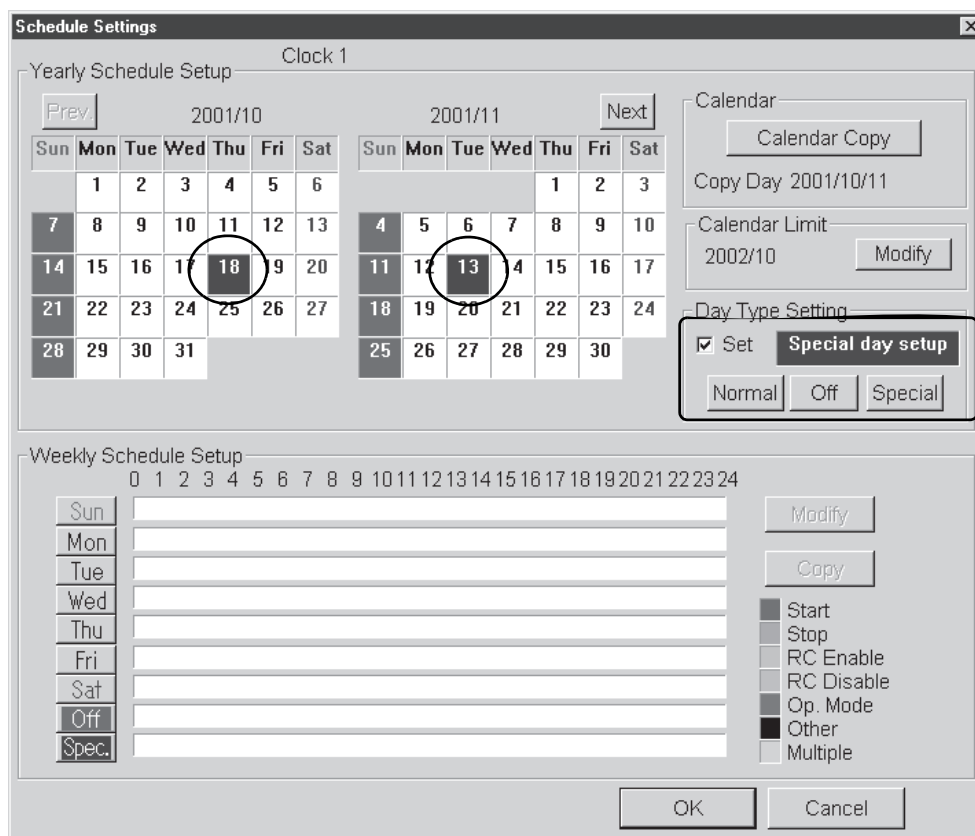 Schedule Settings
Clock 1
Yearly Schedule Setup
Prev. 2001/10
Sun Mon Tue Wed Thu Fri Sat
1 2 3 4 5 6
7 8 9 10 11 12 13
14 15 16 17 18 19 20
21 22 23 24 25 26 27
28 29 30 31
2001/11 Next
Sun Mon Tue Wed Thu Fri Sat
1 2 3
4 5 6 7 8 9 10
11 12 13 14 15 16 17
18 19 20 21 22 23 24
25 26 27 28 29 30
Calendar
Calendar Copy
Copy Day 2001/10/11
Calendar Limit
2002/10 Modify
Day Type Setting
Set Special day setup
Normal Off Special
Weekly Schedule Setup
0 1 2 3 4 5 6 7 8 9 10 11 12 13 14 15 16 17 18 19 20 21 22 23 24
Sun
Mon
Tue
Wed
Thu
Fri
Sat
Off
Spec.
Modify
Copy
Start
Stop
RC Enable
RC Disable
Op. Mode
Other
Multiple
OK Cancel